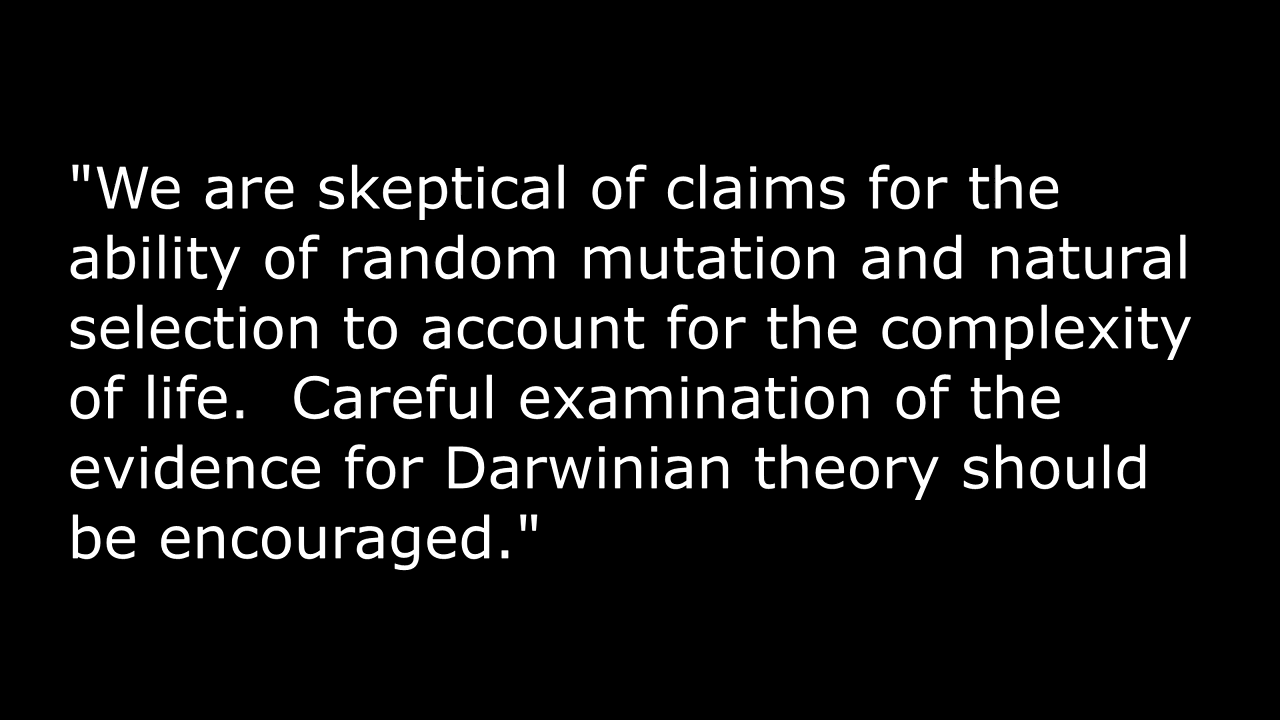 "We are skeptical of claims for the
ability of random mutation and natural
selection to account for the complexity
of life.  Careful examination of the
evidence for Darwinian theory should
be encouraged."